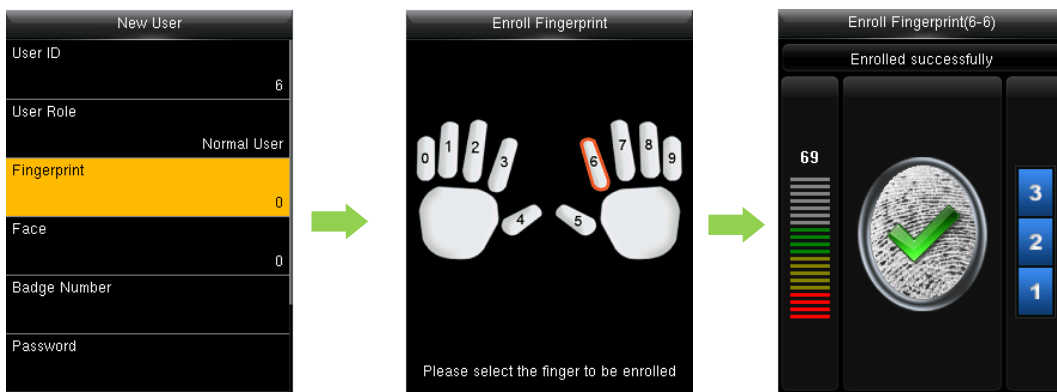 New User
User ID
6
User Role
Normal User
Fingerprint
0
Face
0
Badge Number
Password
Enroll Fingerprint
0 1 2 3 4 5 6 7 8 9
Please select the finger to be enrolled
Enroll Fingerprint(6-6)
Enrolled successfully
69
3
2
1